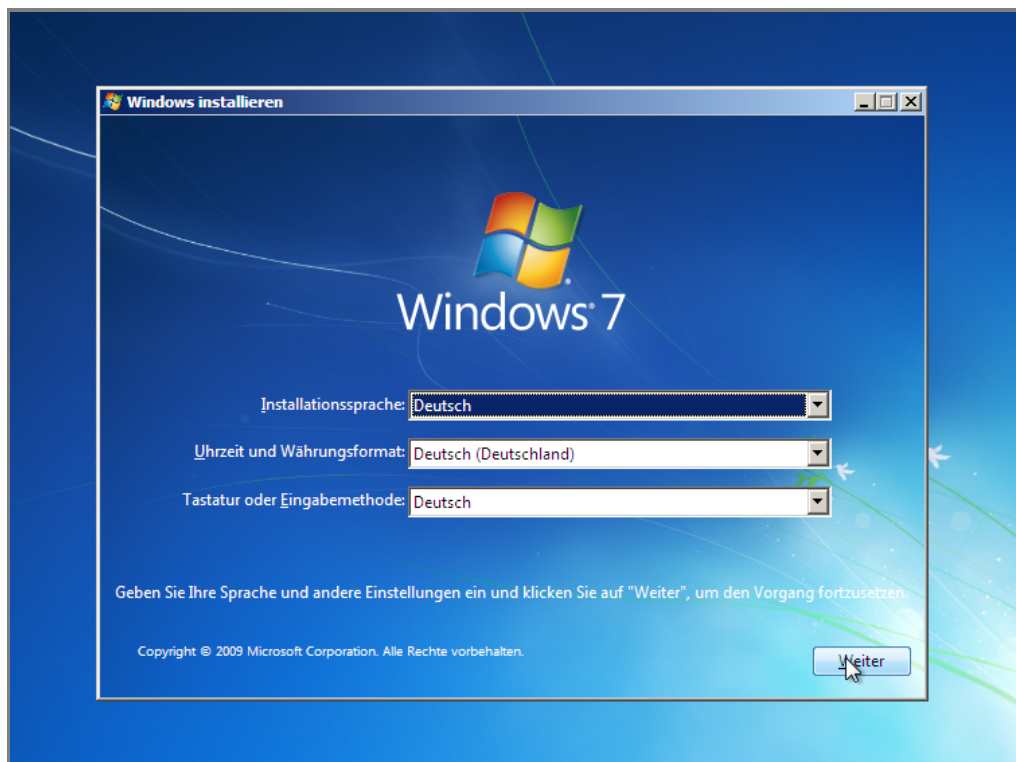 Windows installieren
Windows® 7
Installationssprache: Deutsch
Uhrzeit und Währungsformat: Deutsch (Deutschland)
Tastatur oder Eingabemethode: Deutsch
Geben Sie Ihre Sprache und andere Einstellungen ein und klicken Sie auf "Weiter", um den Vorgang fortzusetzen.
Copyright © 2009 Microsoft Corporation. Alle Rechte vorbehalten.
Weiter